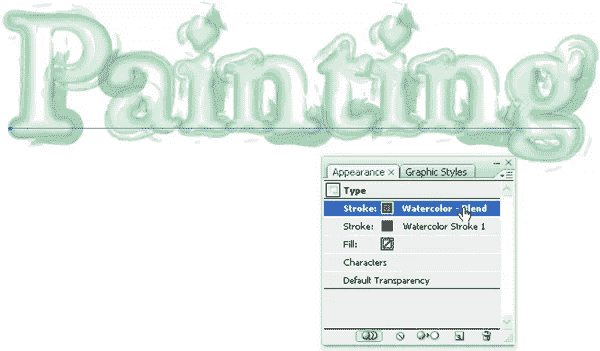 Painting
Appearance × Graphic Styles
Type
Stroke: Watercolor - Blend
Stroke: Watercolor Stroke 1
Fill:
Characters
Default Transparency